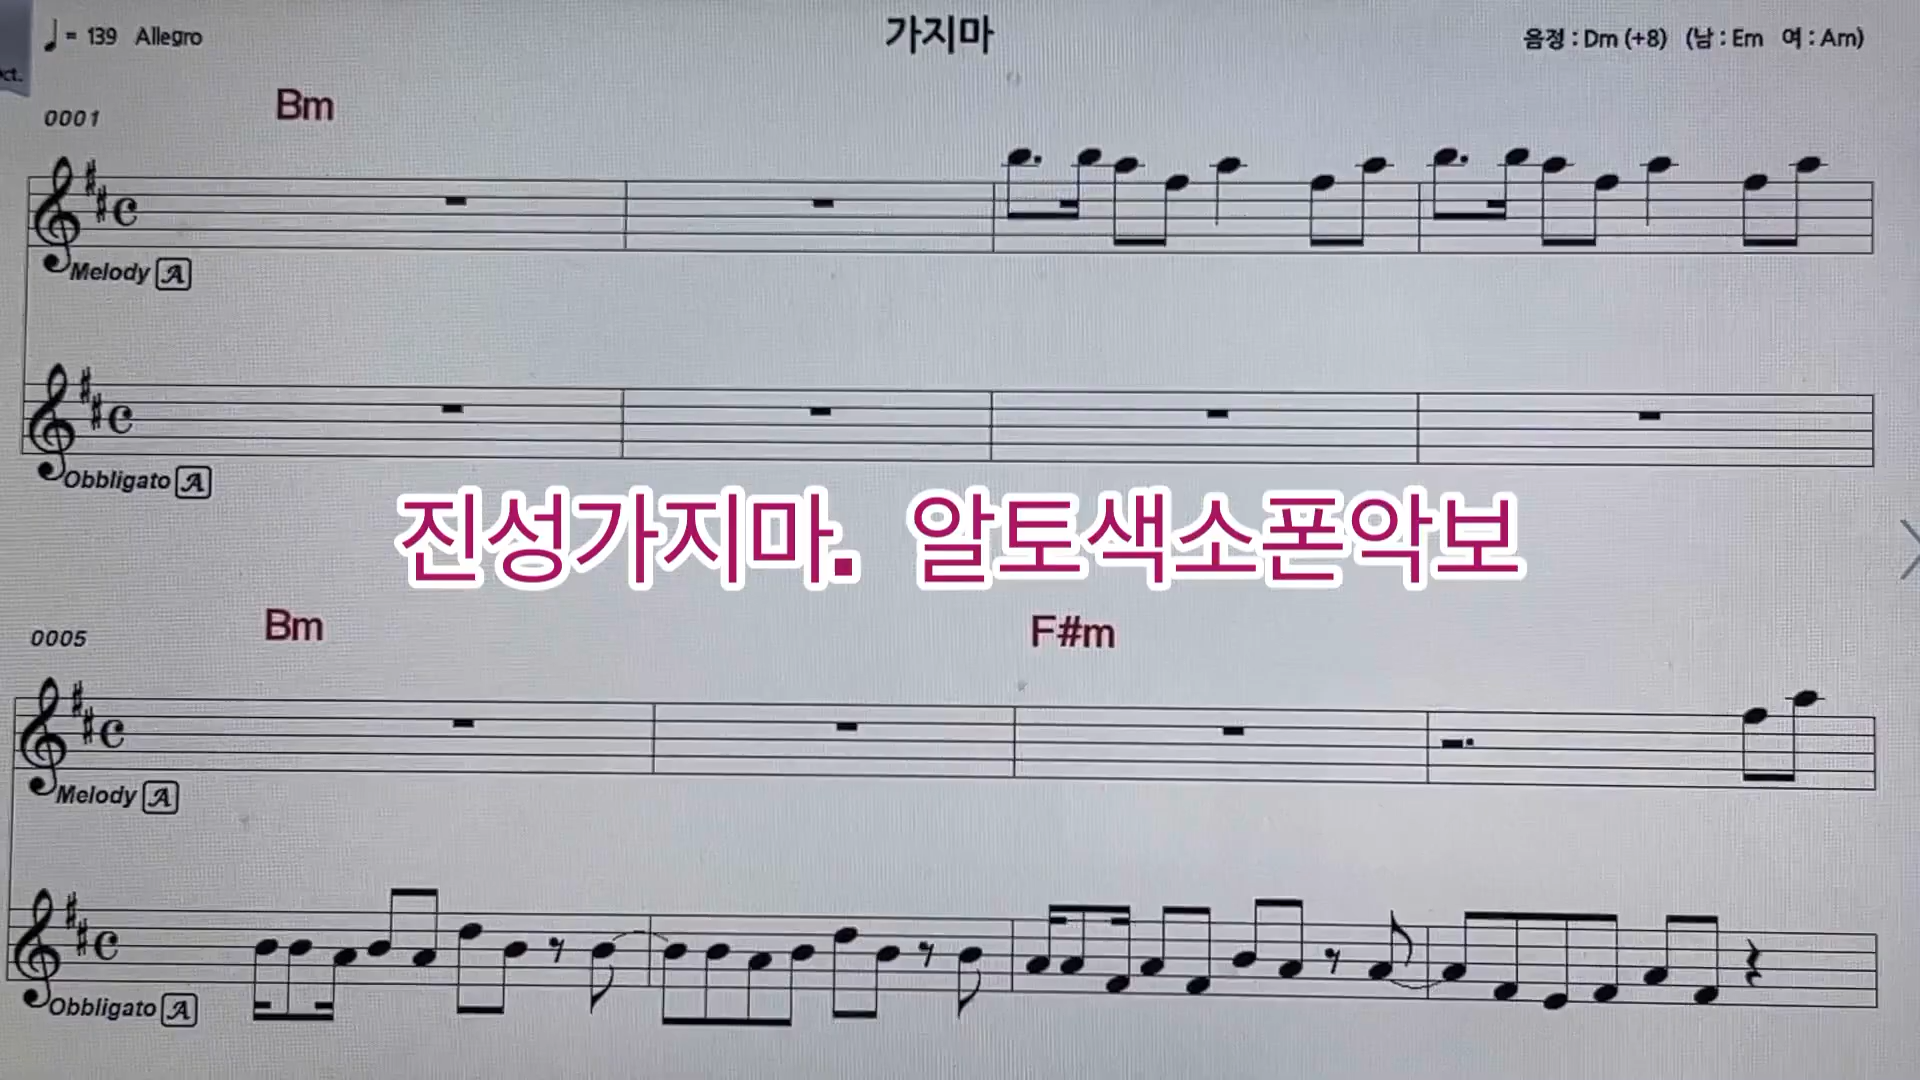 ♩= 139 Allegro
가지마
음정 : Dm (+8) (남 : Em 여 : Am)
ct.
0001
Bm
Melody A
Obbligato A
진성가지마. 알토색소폰악보
0005
Bm
F#m
Melody A
Obbligato A